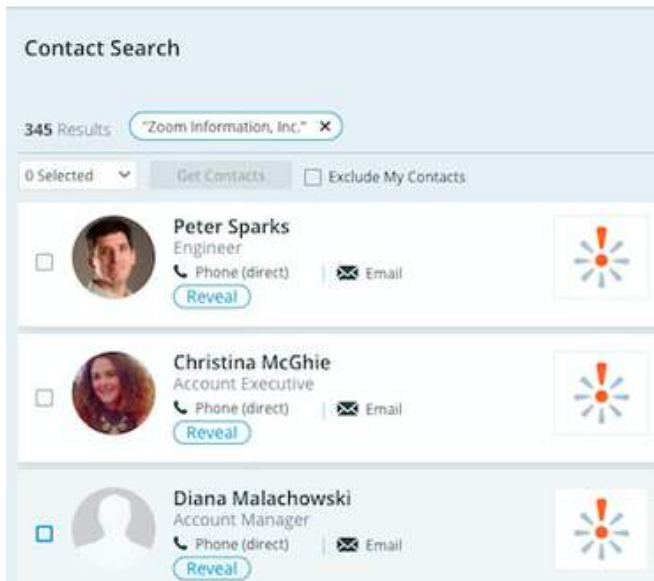 Contact Search
345 Results "Zoom Information, Inc." ×
0 Selected Get Contacts Exclude My Contacts
Peter Sparks
Engineer
Phone (direct) | Email
Reveal
Christina McGhie
Account Executive
Phone (direct) | Email
Reveal
Diana Malachowski
Account Manager
Phone (direct) | Email
Reveal